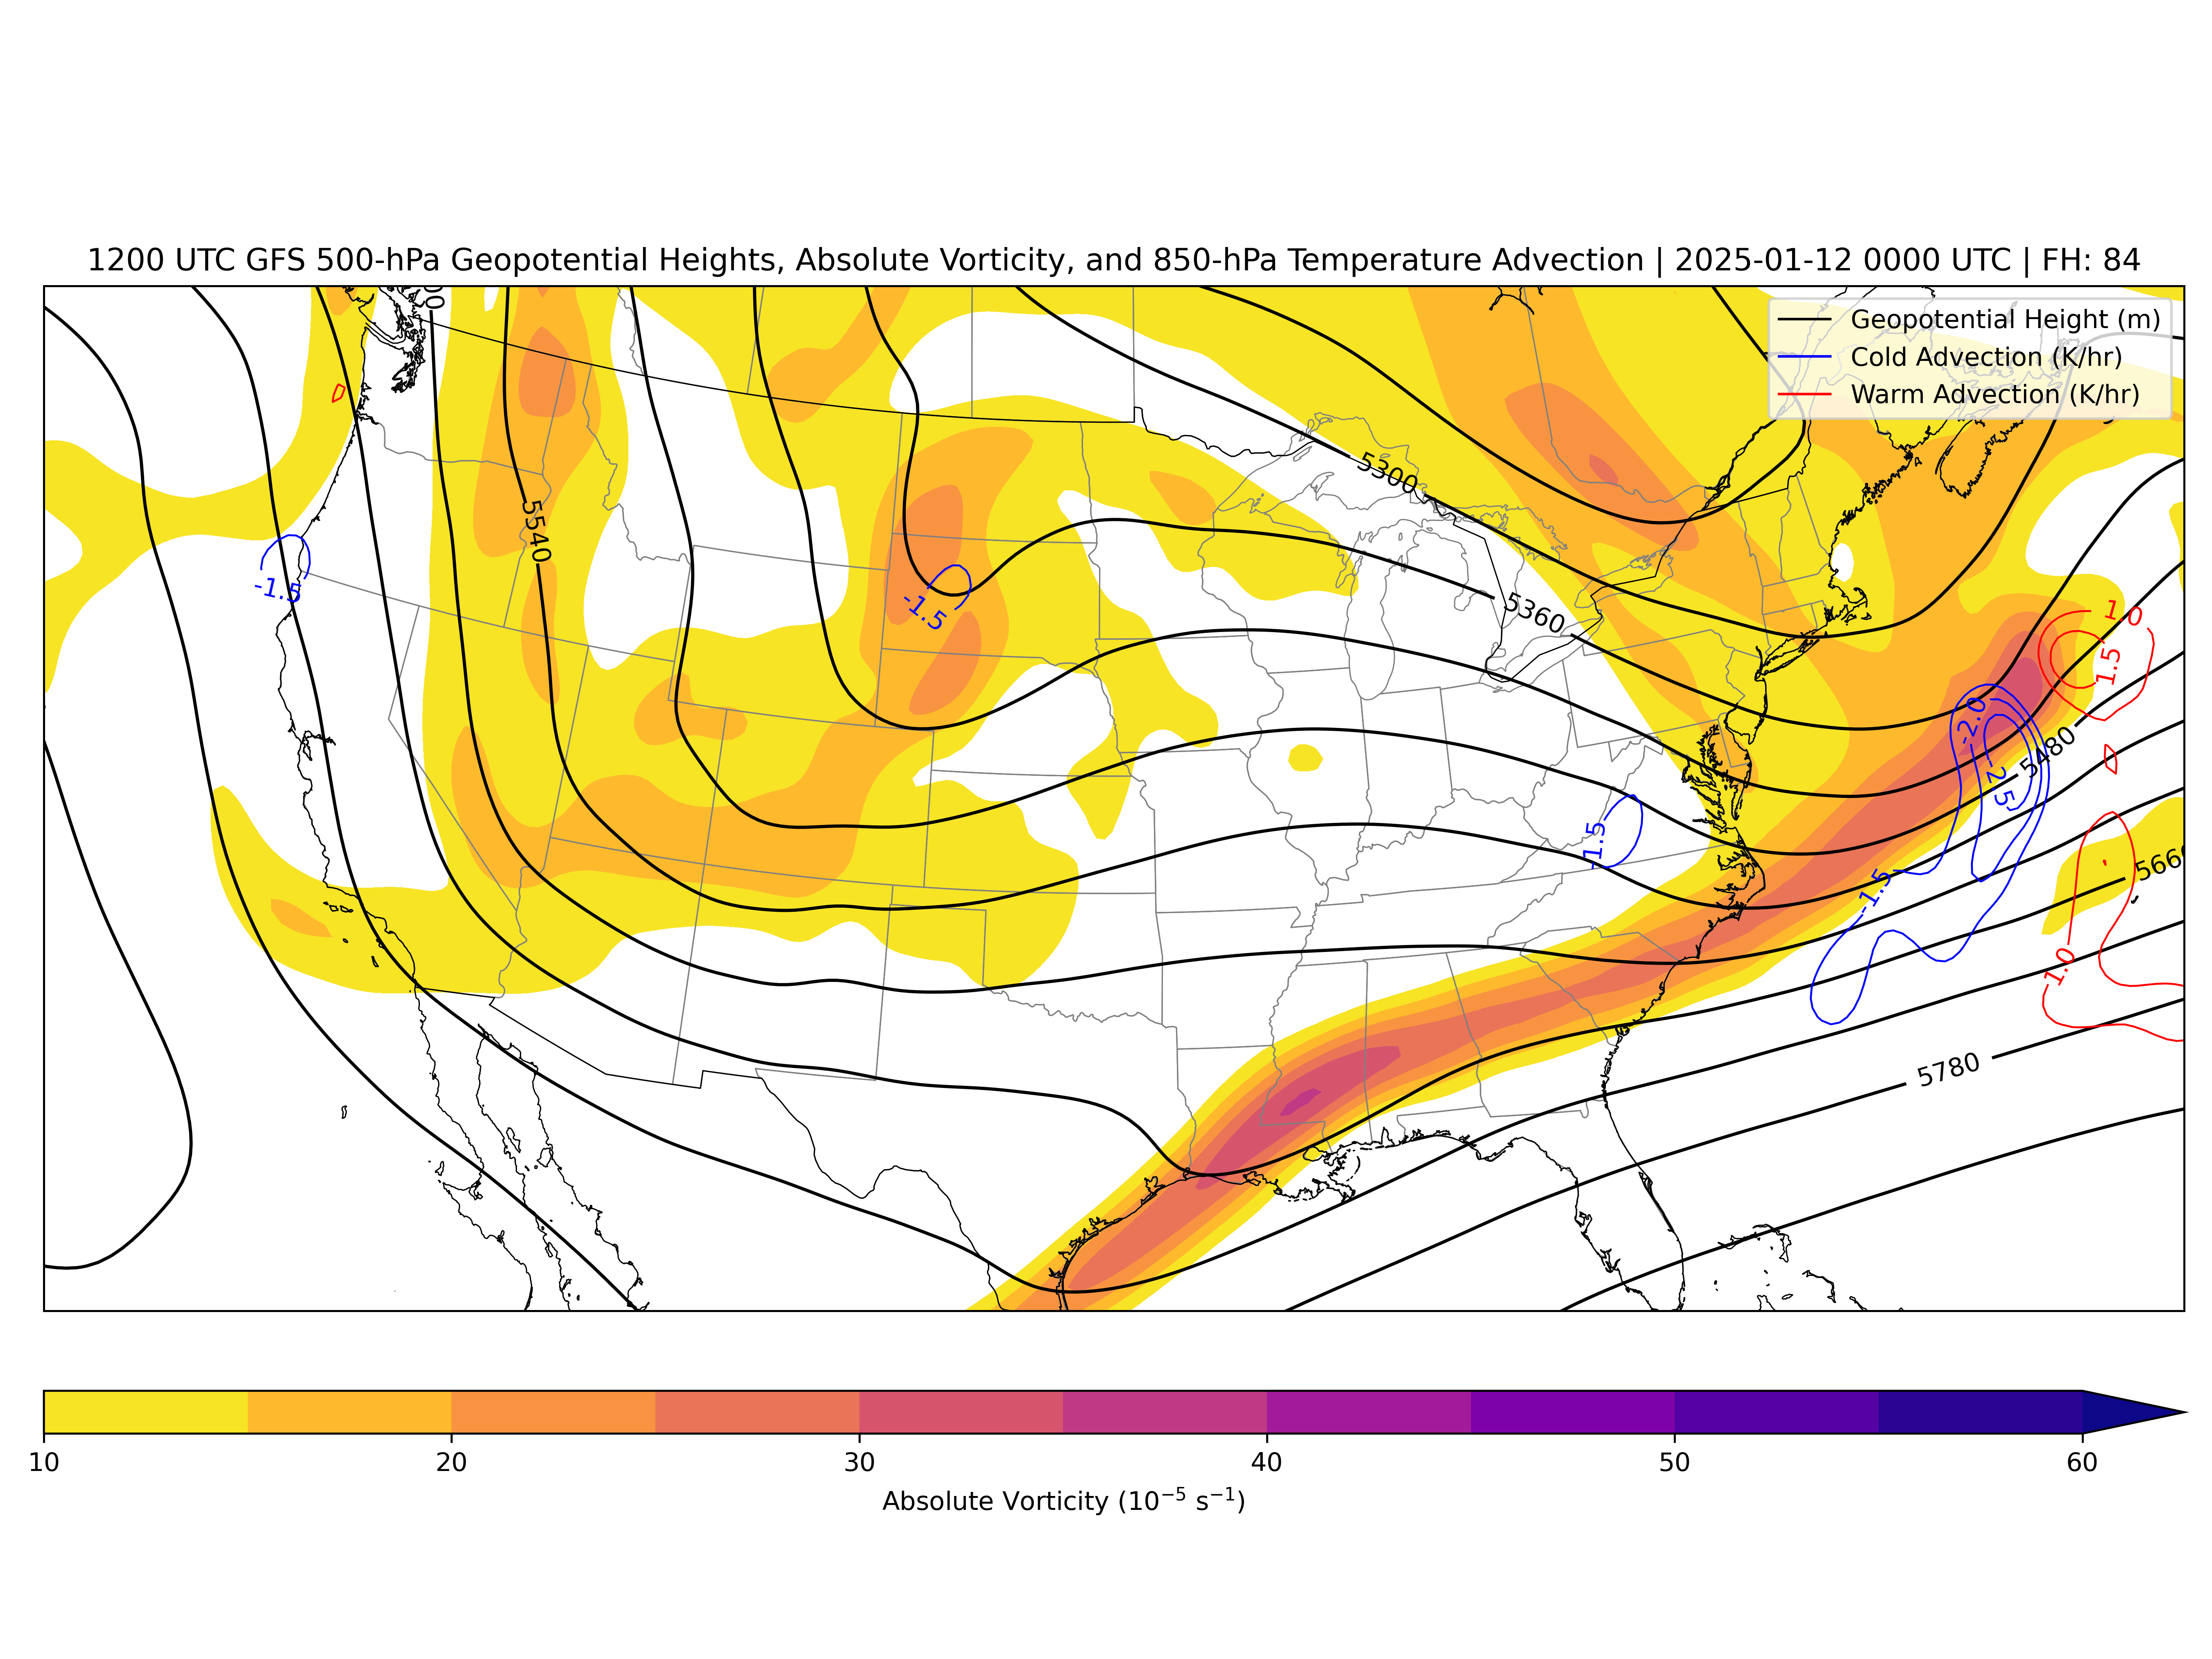 1200 UTC GFS 500-hPa Geopotential Heights, Absolute Vorticity, and 850-hPa Temperature Advection | 2025-01-12 0000 UTC | FH: 84
Geopotential Height (m)
Cold Advection (K/hr)
Warm Advection (K/hr)
5300
5540
-1.5
-1.5
5360
1.0
1.5
-2.0
-2.5
5480
-1.5
5660
-1.5
1.0
5780
10 20 30 40 50 60
Absolute Vorticity (10⁻⁵ s⁻¹)